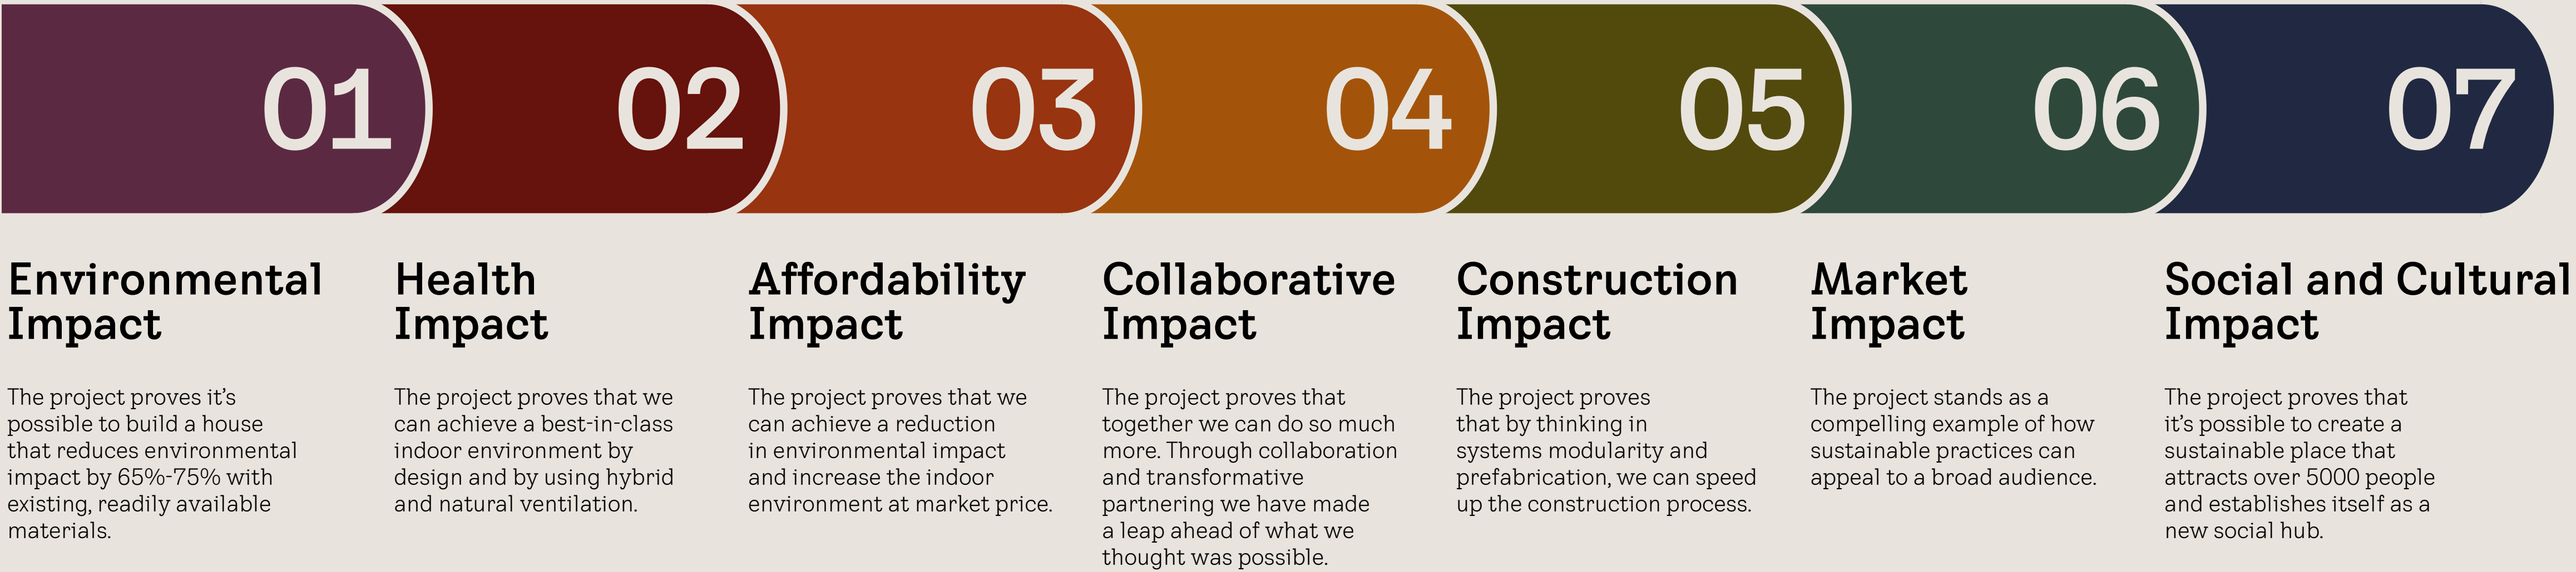 01
02
03
04
05
06
07
Environmental
Impact
The project proves it’s
possible to build a house
that reduces environmental
impact by 65%-75% with
existing, readily available
materials.
Health
Impact
The project proves that we
can achieve a best-in-class
indoor environment by
design and by using hybrid
and natural ventilation.
Affordability
Impact
The project proves that we
can achieve a reduction
in environmental impact
and increase the indoor
environment at market price.
Collaborative
Impact
The project proves that
together we can do so much
more. Through collaboration
and transformative
partnering we have made
a leap ahead of what we
thought was possible.
Construction
Impact
The project proves
that by thinking in
systems modularity and
prefabrication, we can speed
up the construction process.
Market
Impact
The project stands as a
compelling example of how
sustainable practices can
appeal to a broad audience.
Social and Cultural
Impact
The project proves that
it’s possible to create a
sustainable place that
attracts over 5000 people
and establishes itself as a
new social hub.